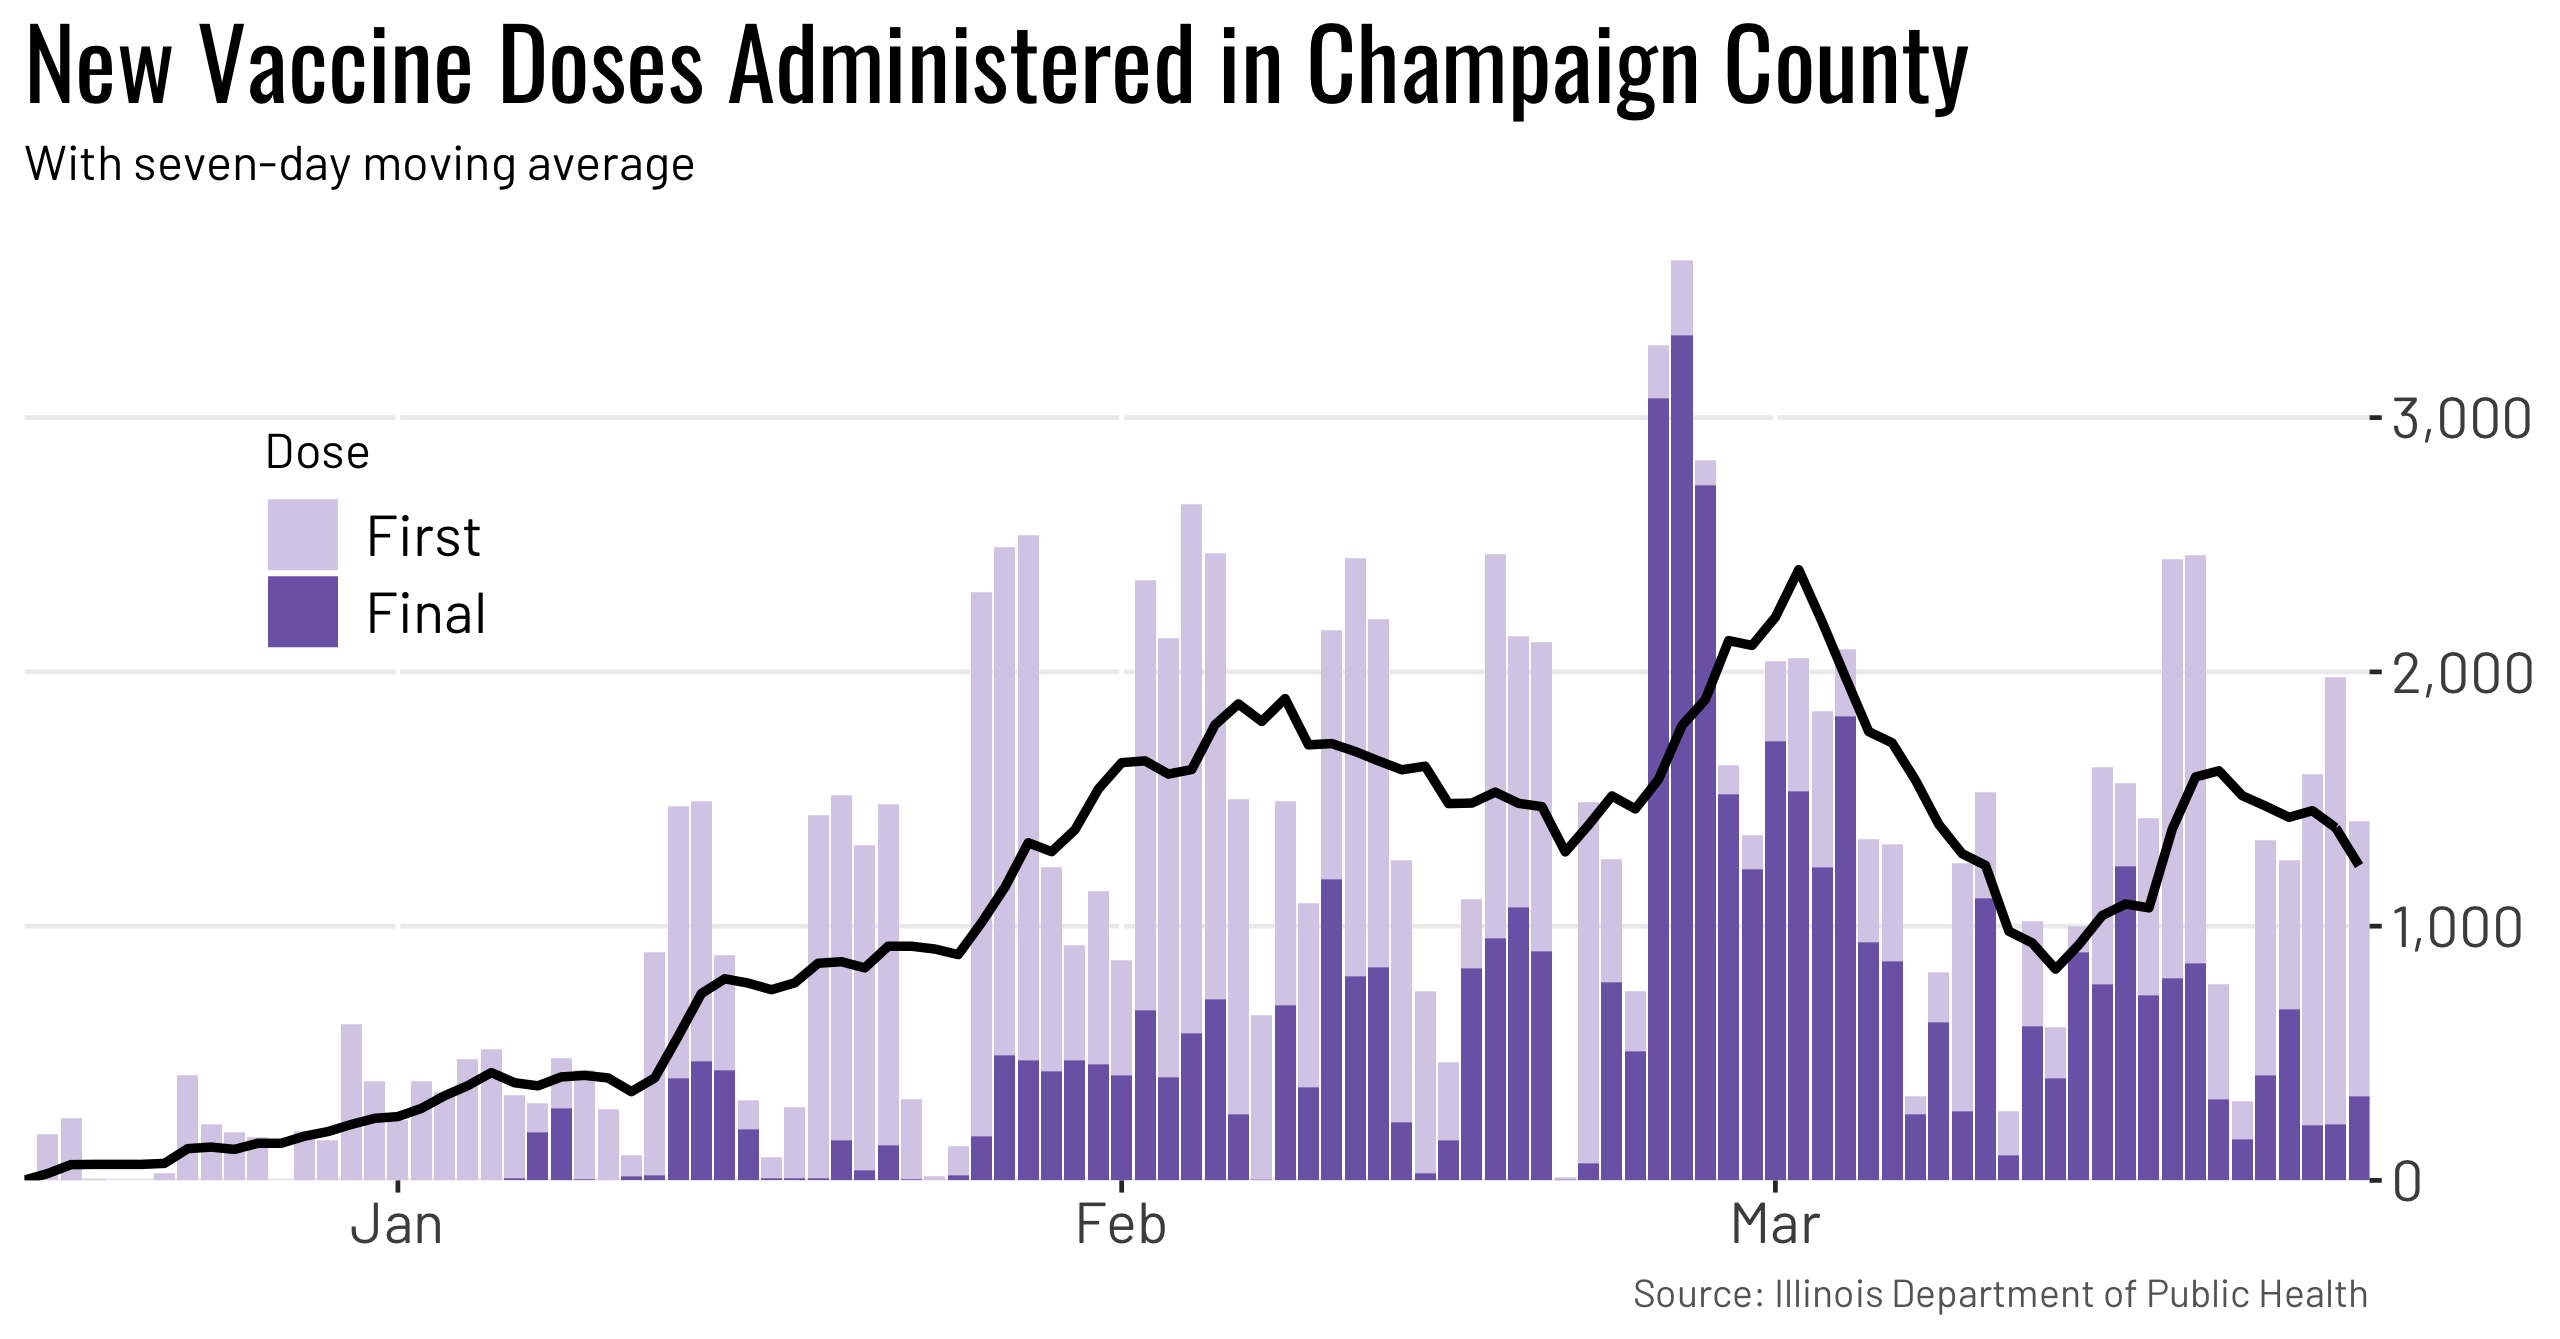 New Vaccine Doses Administered in Champaign County
With seven-day moving average
3,000
Dose
First
Final
2,000
1,000
0
Jan
Feb
Mar
Source: Illinois Department of Public Health